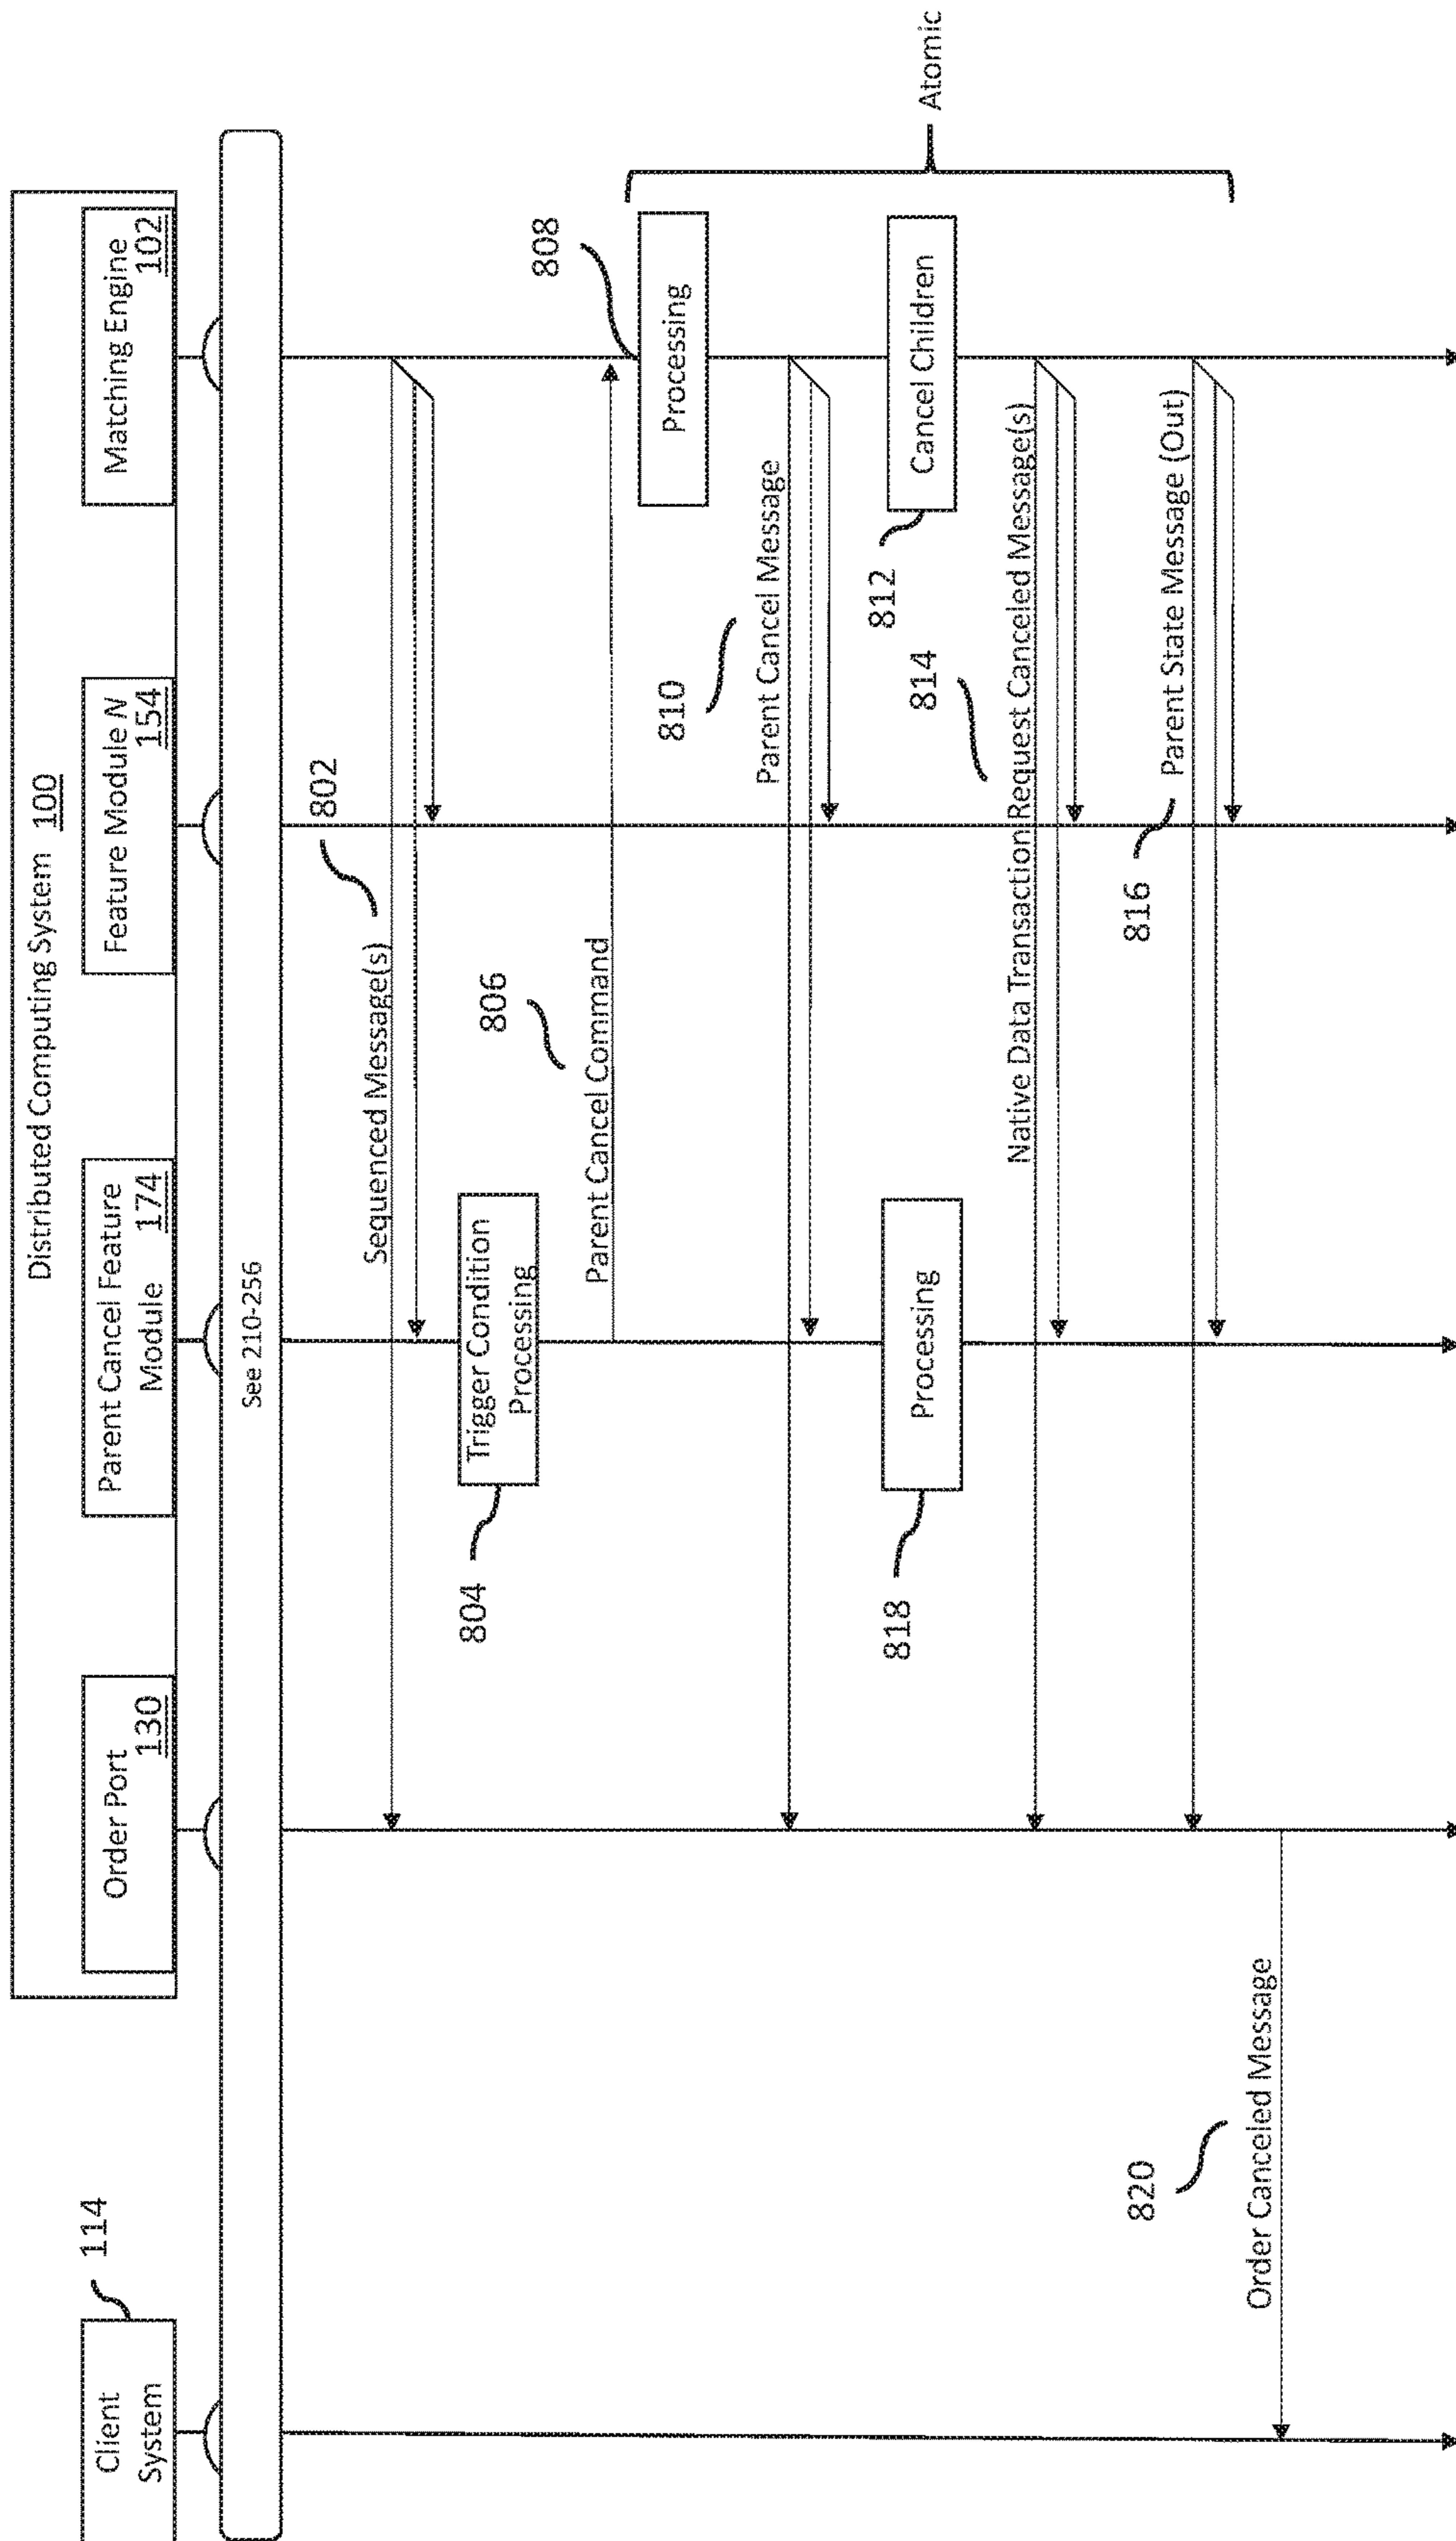 Distributed Computing System 100
Client
System
114
Order Port
130
Parent Cancel Feature
Module 174
Feature Module N
154
Matching Engine
102
See 210-256
Sequenced Message(s)
802
Trigger Condition
Processing
804
Parent Cancel Command
806
808
Processing
Parent Cancel Message
810
Processing
818
Cancel Children
812
Native Data Transaction Request Canceled Message(s)
814
Parent State Message (Out)
816
Order Canceled Message
820
Atomic